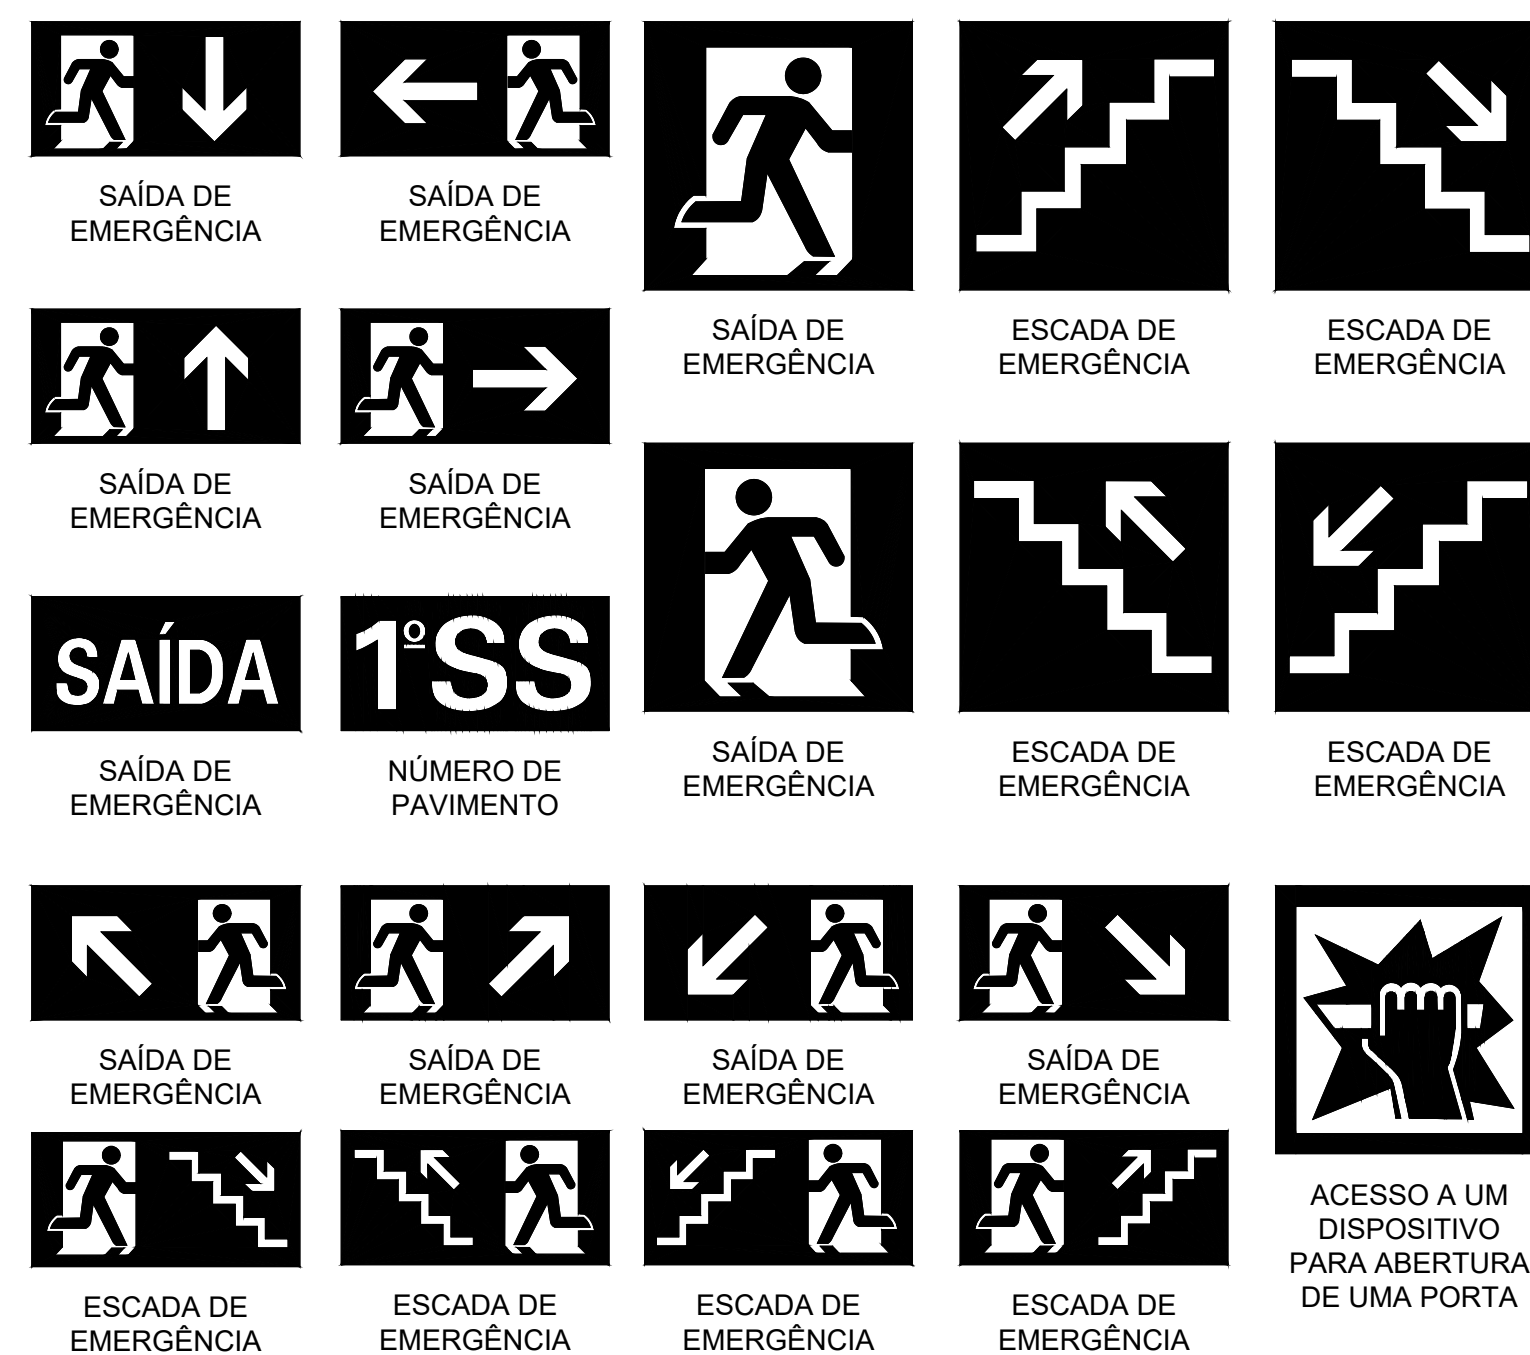 SAÍDA DE
EMERGÊNCIA
SAÍDA DE
EMERGÊNCIA
SAÍDA DE
EMERGÊNCIA
ESCADA DE
EMERGÊNCIA
ESCADA DE
EMERGÊNCIA
SAÍDA DE
EMERGÊNCIA
SAÍDA DE
EMERGÊNCIA
SAÍDA
SAÍDA DE
EMERGÊNCIA
1ºSS
NÚMERO DE
PAVIMENTO
SAÍDA DE
EMERGÊNCIA
ESCADA DE
EMERGÊNCIA
ESCADA DE
EMERGÊNCIA
SAÍDA DE
EMERGÊNCIA
SAÍDA DE
EMERGÊNCIA
SAÍDA DE
EMERGÊNCIA
SAÍDA DE
EMERGÊNCIA
ACESSO A UM
DISPOSITIVO
PARA ABERTURA
DE UMA PORTA
ESCADA DE
EMERGÊNCIA
ESCADA DE
EMERGÊNCIA
ESCADA DE
EMERGÊNCIA
ESCADA DE
EMERGÊNCIA